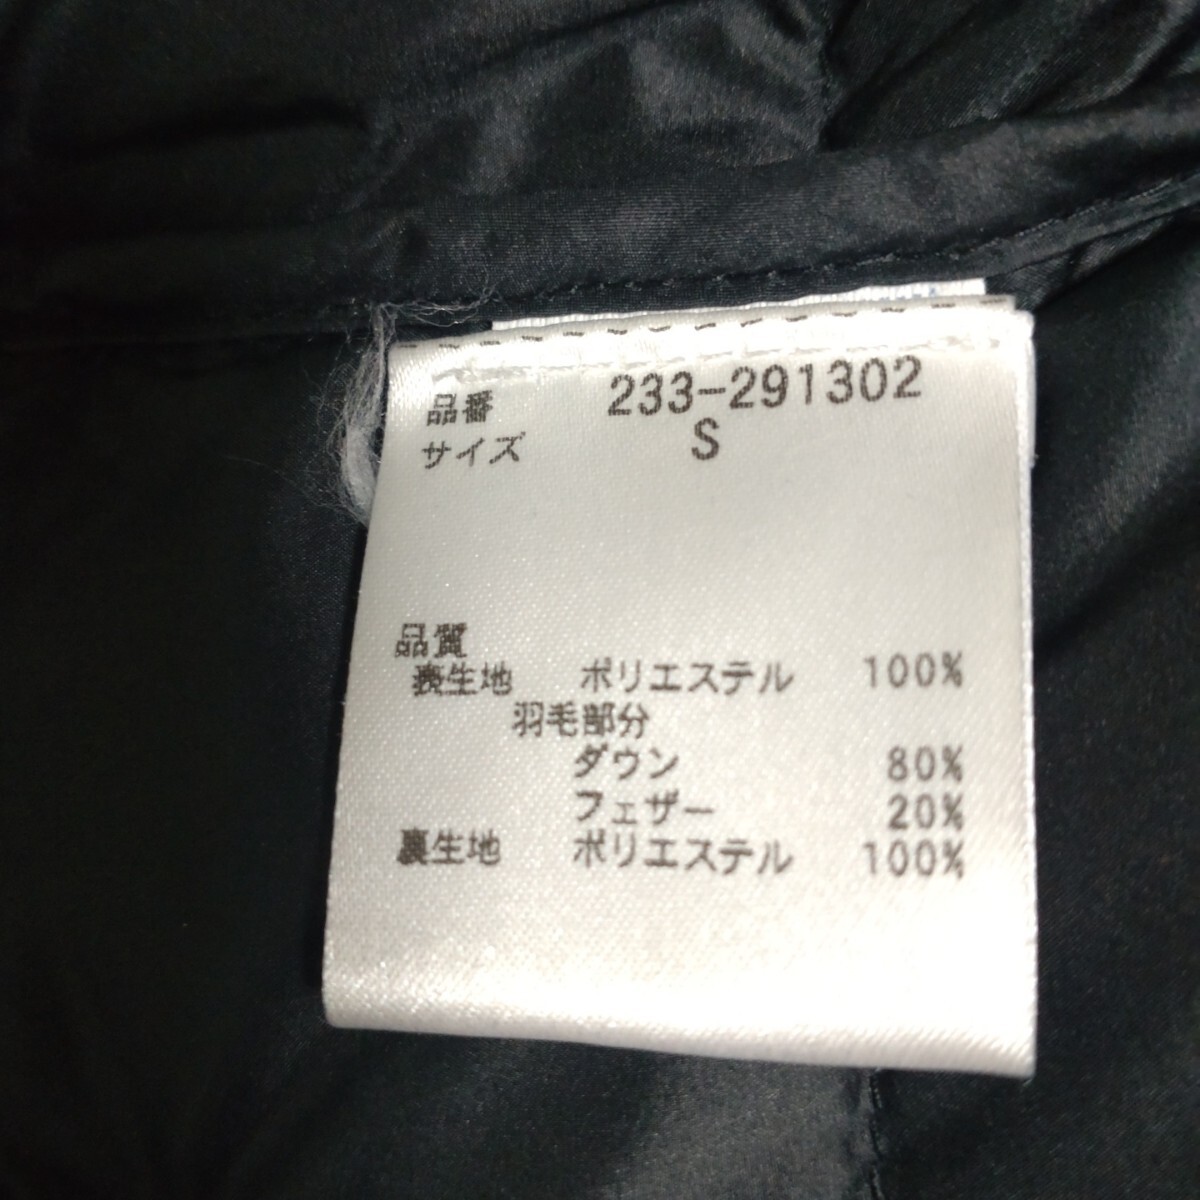 品番 233-291302
サイズ S
品質
表生地 ポリエステル 100%
羽毛部分
ダウン 80%
フェザー 20%
裏生地 ポリエステル 100%